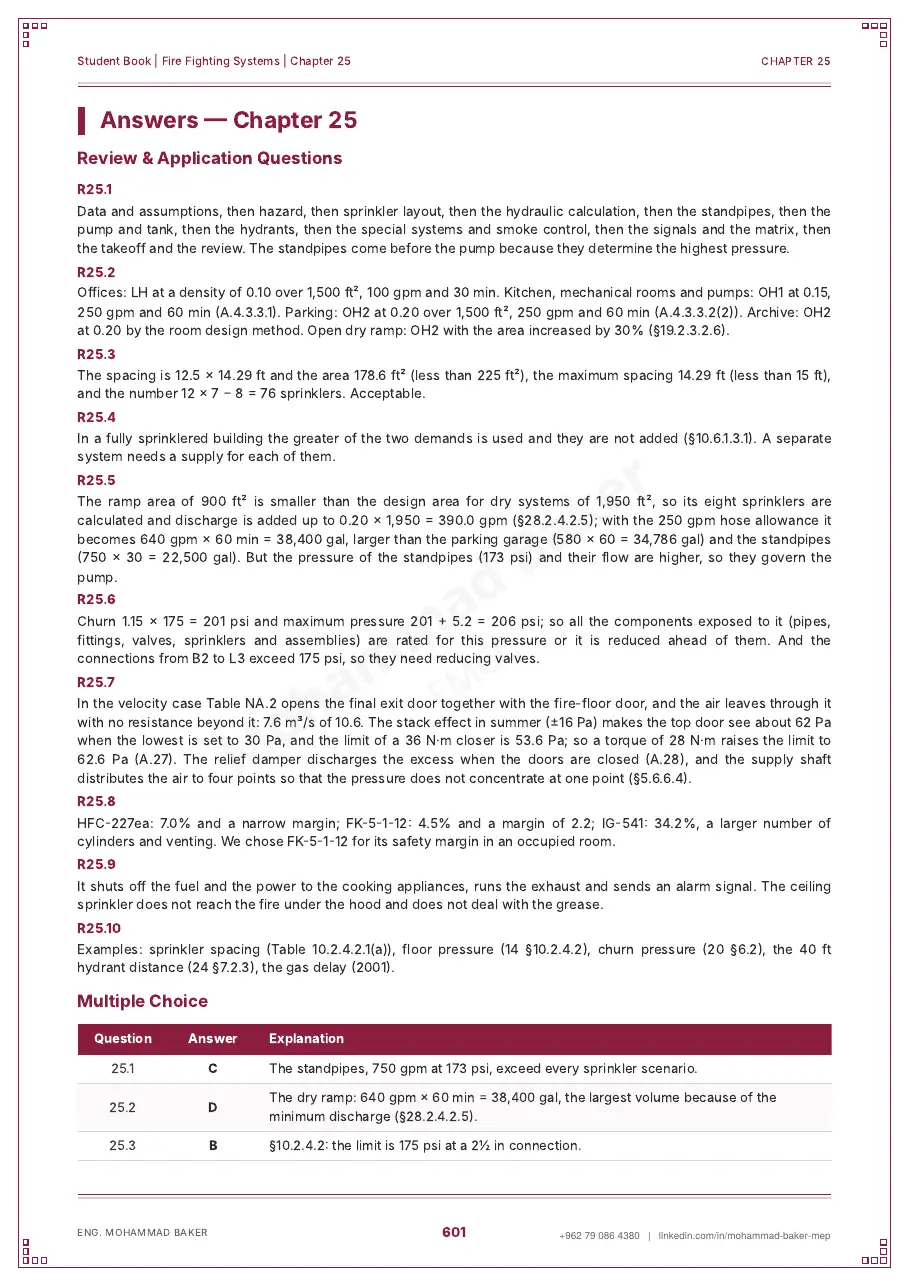 Student Book | Fire Fighting Systems | Chapter 25
CHAPTER 25
Answers — Chapter 25
Review & Application Questions
R25.1
Data and assumptions, then hazard, then sprinkler layout, then the hydraulic calculation, then the standpipes, then the
pump and tank, then the hydrants, then the special systems and smoke control, then the signals and the matrix, then
the takeoff and the review. The standpipes come before the pump because they determine the highest pressure.
R25.2
Offices: LH at a density of 0.10 over 1,500 ft², 100 gpm and 30 min. Kitchen, mechanical rooms and pumps: OH1 at 0.15,
250 gpm and 60 min (A.4.3.3.1). Parking: OH2 at 0.20 over 1,500 ft², 250 gpm and 60 min (A.4.3.3.2(2)). Archive: OH2
at 0.20 by the room design method. Open dry ramp: OH2 with the area increased by 30% (§19.2.3.2.6).
R25.3
The spacing is 12.5 × 14.29 ft and the area 178.6 ft² (less than 225 ft²), the maximum spacing 14.29 ft (less than 15 ft),
and the number 12 × 7 − 8 = 76 sprinklers. Acceptable.
R25.4
In a fully sprinklered building the greater of the two demands is used and they are not added (§10.6.1.3.1). A separate
system needs a supply for each of them.
R25.5
The ramp area of 900 ft² is smaller than the design area for dry systems of 1,950 ft², so its eight sprinklers are
calculated and discharge is added up to 0.20 × 1,950 = 390.0 gpm (§28.2.4.2.5); with the 250 gpm hose allowance it
becomes 640 gpm × 60 min = 38,400 gal, larger than the parking garage (580 × 60 = 34,786 gal) and the standpipes
(750 × 30 = 22,500 gal). But the pressure of the standpipes (173 psi) and their flow are higher, so they govern the
pump.
R25.6
Churn 1.15 × 175 = 201 psi and maximum pressure 201 + 5.2 = 206 psi; so all the components exposed to it (pipes,
fittings, valves, sprinklers and assemblies) are rated for this pressure or it is reduced ahead of them. And the
connections from B2 to L3 exceed 175 psi, so they need reducing valves.
R25.7
In the velocity case Table NA.2 opens the final exit door together with the fire-floor door, and the air leaves through it
with no resistance beyond it: 7.6 m³/s of 10.6. The stack effect in summer (±16 Pa) makes the top door see about 62 Pa
when the lowest is set to 30 Pa, and the limit of a 36 N·m closer is 53.6 Pa; so a torque of 28 N·m raises the limit to
62.6 Pa (A.27). The relief damper discharges the excess when the doors are closed (A.28), and the supply shaft
distributes the air to four points so that the pressure does not concentrate at one point (§5.6.6.4).
R25.8
HFC-227ea: 7.0% and a narrow margin; FK-5-1-12: 4.5% and a margin of 2.2; IG-541: 34.2%, a larger number of
cylinders and venting. We chose FK-5-1-12 for its safety margin in an occupied room.
R25.9
It shuts off the fuel and the power to the cooking appliances, runs the exhaust and sends an alarm signal. The ceiling
sprinkler does not reach the fire under the hood and does not deal with the grease.
R25.10
Examples: sprinkler spacing (Table 10.2.4.2.1(a)), floor pressure (14 §10.2.4.2), churn pressure (20 §6.2), the 40 ft
hydrant distance (24 §7.2.3), the gas delay (2001).
Multiple Choice
Question Answer Explanation
25.1 C The standpipes, 750 gpm at 173 psi, exceed every sprinkler scenario.
25.2 D The dry ramp: 640 gpm × 60 min = 38,400 gal, the largest volume because of the
minimum discharge (§28.2.4.2.5).
25.3 B §10.2.4.2: the limit is 175 psi at a 2½ in connection.
ENG. MOHAMMAD BAKER
601
+962 79 086 4380 | linkedin.com/in/mohammad-baker-mep